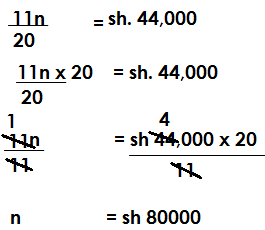 11n = sh. 44,000
20
11n x 20 = sh. 44,000
20
1 4
11n = sh 44,000 x 20
11 11
n = sh 80000